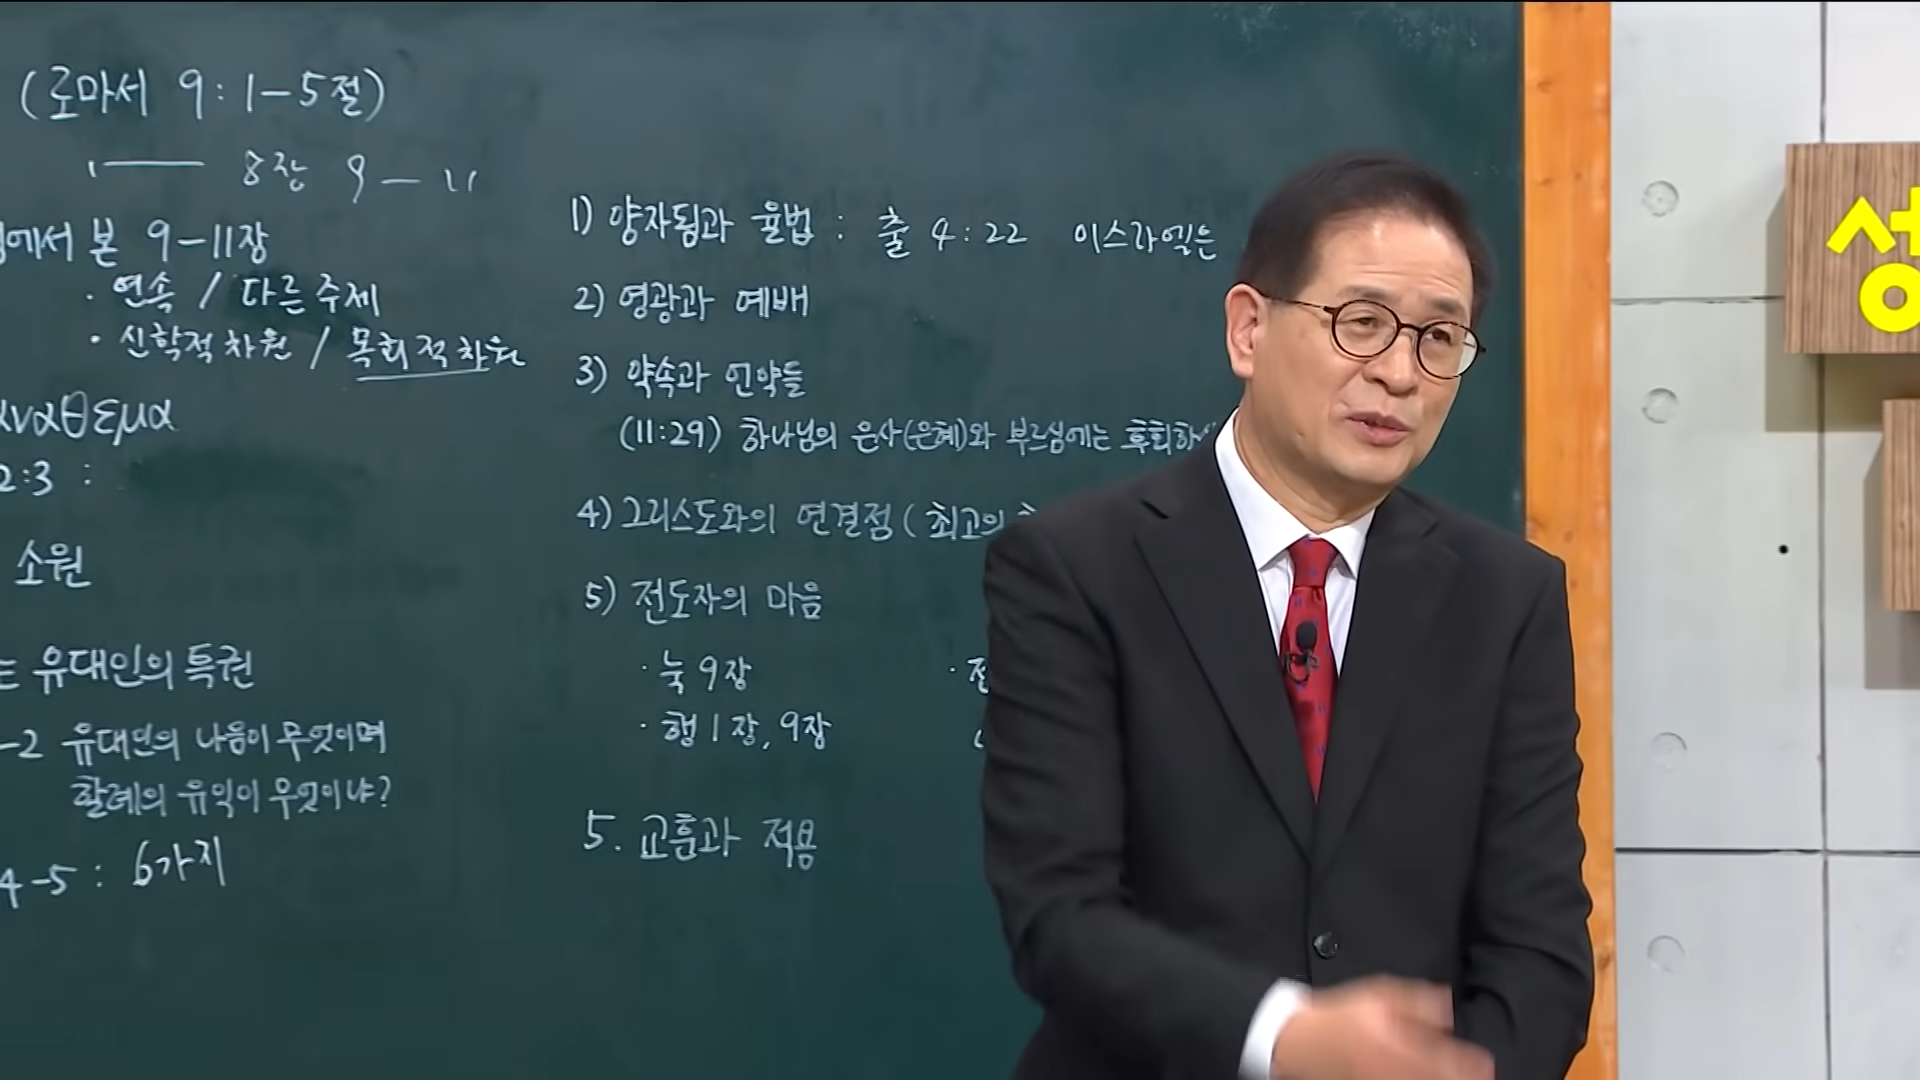 (로마서 9:1-5절)
8장 9-11
에서 본 9-11장
· 연속 / 다른 주제
· 신학적 차원 / 목회적 차원
ναθεμα
2:3 :
소원
유대인의 특권
-2 유대인의 나음이 무엇이며
할례의 유익이 무엇이냐?
4-5 : 6가지
1) 양자됨과 율법 : 출 4:22 이스라엘은
2) 영광과 예배
3) 약속과 언약들
(11:29) 하나님의 은사(은혜)와 부르심에는 후회하
4) 그리스도와의 연결점 ( 최고의
5) 전도자의 마음
· 눅 9장
· 행 1장, 9장
5. 교훈과 적용
성